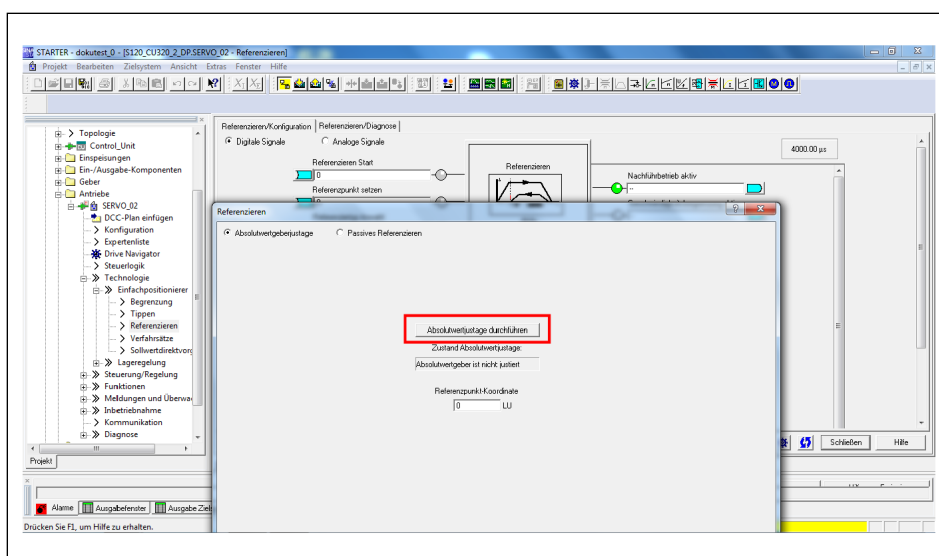 STARTER - dokutest_0 - [S120_CU320_2_DP.SERVO_02 - Referenzieren]
Projekt Bearbeiten Zielsystem Ansicht Extras Fenster Hilfe
Topologie
Control_Unit
Einspeisungen
Ein-/Ausgabe-Komponenten
Geber
Antriebe
SERVO_02
DCC-Plan einfügen
Konfiguration
Expertenliste
Drive Navigator
Steuerlogik
Technologie
Einfachpositionierer
Begrenzung
Tippen
Referenzieren
Verfahrsätze
Sollwertdirektvorg
Lageregelung
Steuerung/Regelung
Funktionen
Meldungen und Überwa
Inbetriebnahme
Kommunikation
Diagnose
Projekt
Referenzieren/Konfiguration Referenzieren/Diagnose
Digitale Signale Analoge Signale
4000.00 µs
Referenzieren Start
0
Referenzpunkt setzen
Referenzieren
Nachführbetrieb aktiv
--
Referenzieren
Absolutwertgeberjustage Passives Referenzieren
Absolutwertjustage durchführen
Zustand Absolutwertjustage:
Absolutwertgeber ist nicht justiert
Referenzpunkt-Koordinate
0 LU
Schließen Hilfe
Alarme Ausgabefenster Ausgabe Ziels
Drücken Sie F1, um Hilfe zu erhalten.